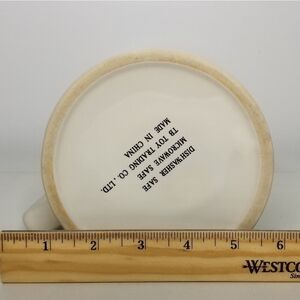 DISHWASHER SAFE
MICROWAVE SAFE
TB TOY TRADING CO., LTD.
MADE IN CHINA
1 2 3 4 5 6
WESTCO